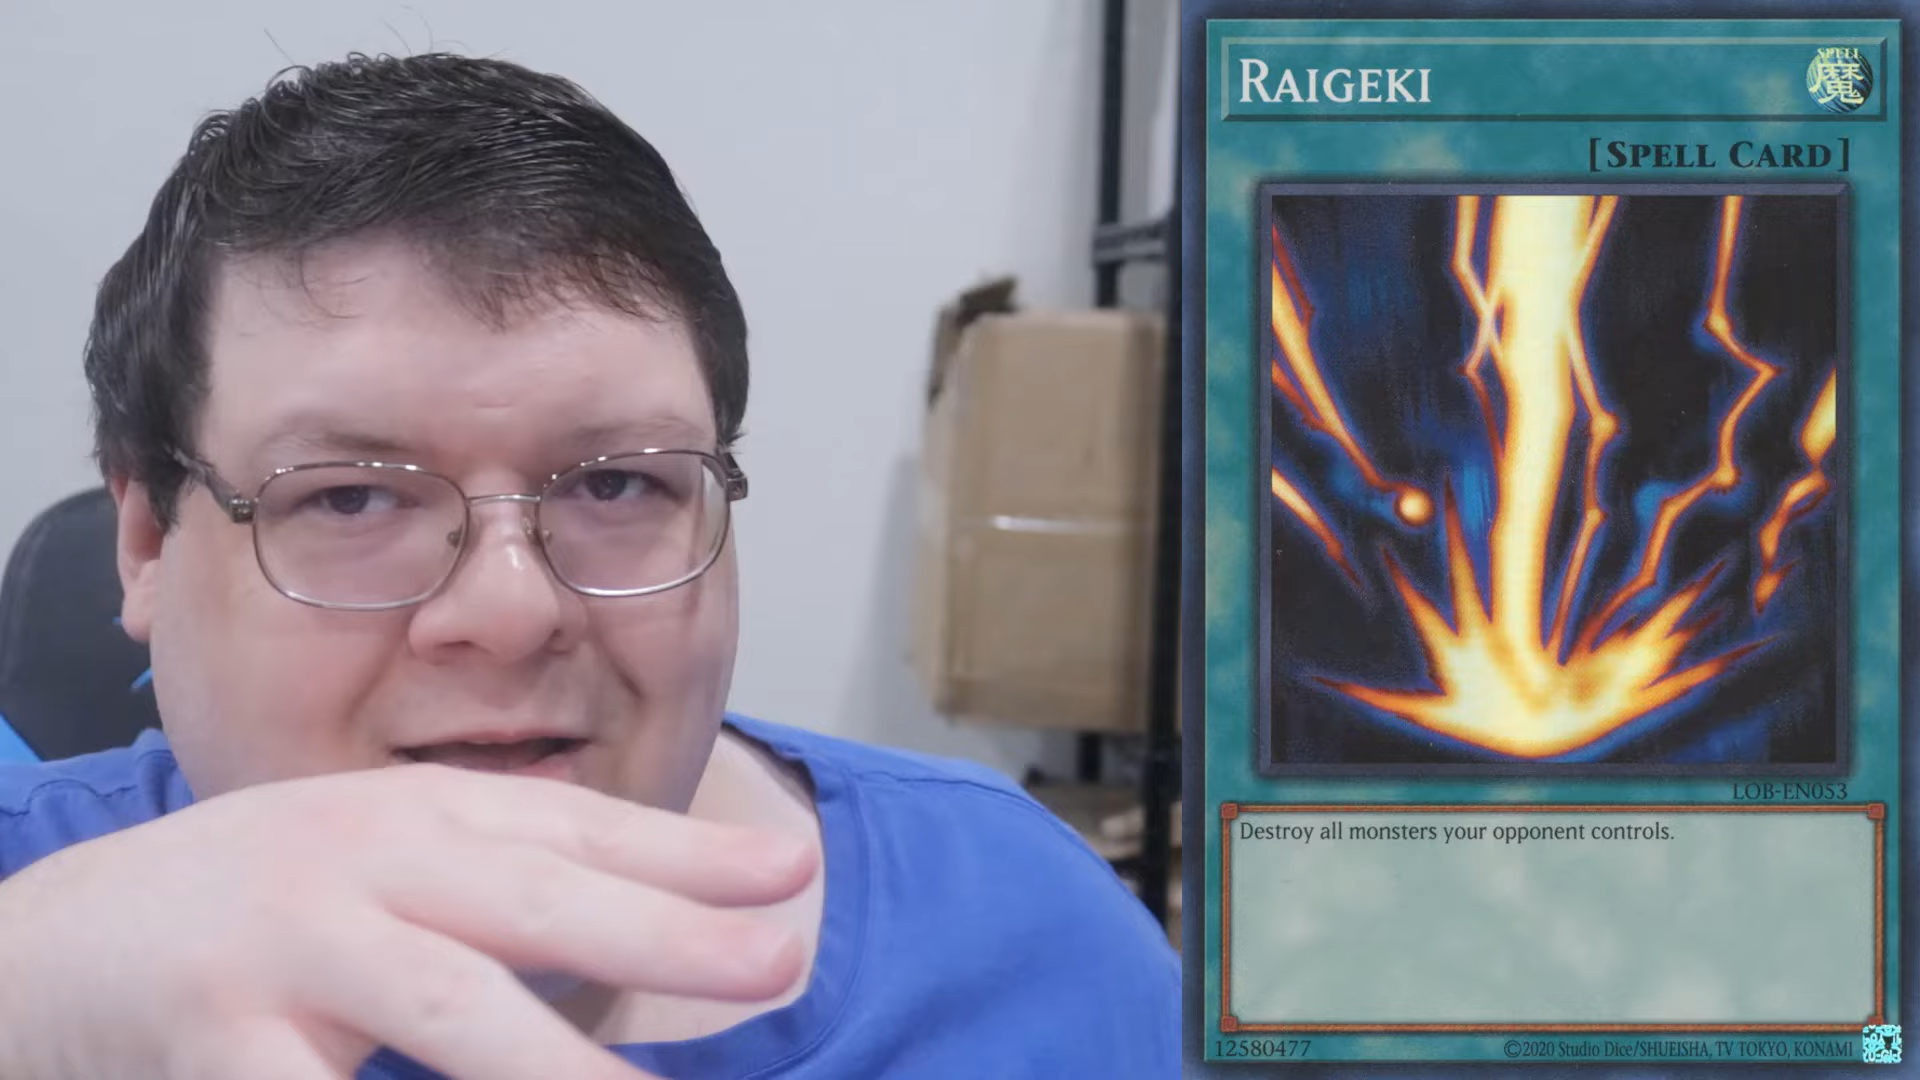 RAIGEKI
SPELL
魔
[SPELL CARD]
LOB-EN053
Destroy all monsters your opponent controls.
12580477
©2020 Studio Dice/SHUEISHA, TV TOKYO, KONAMI